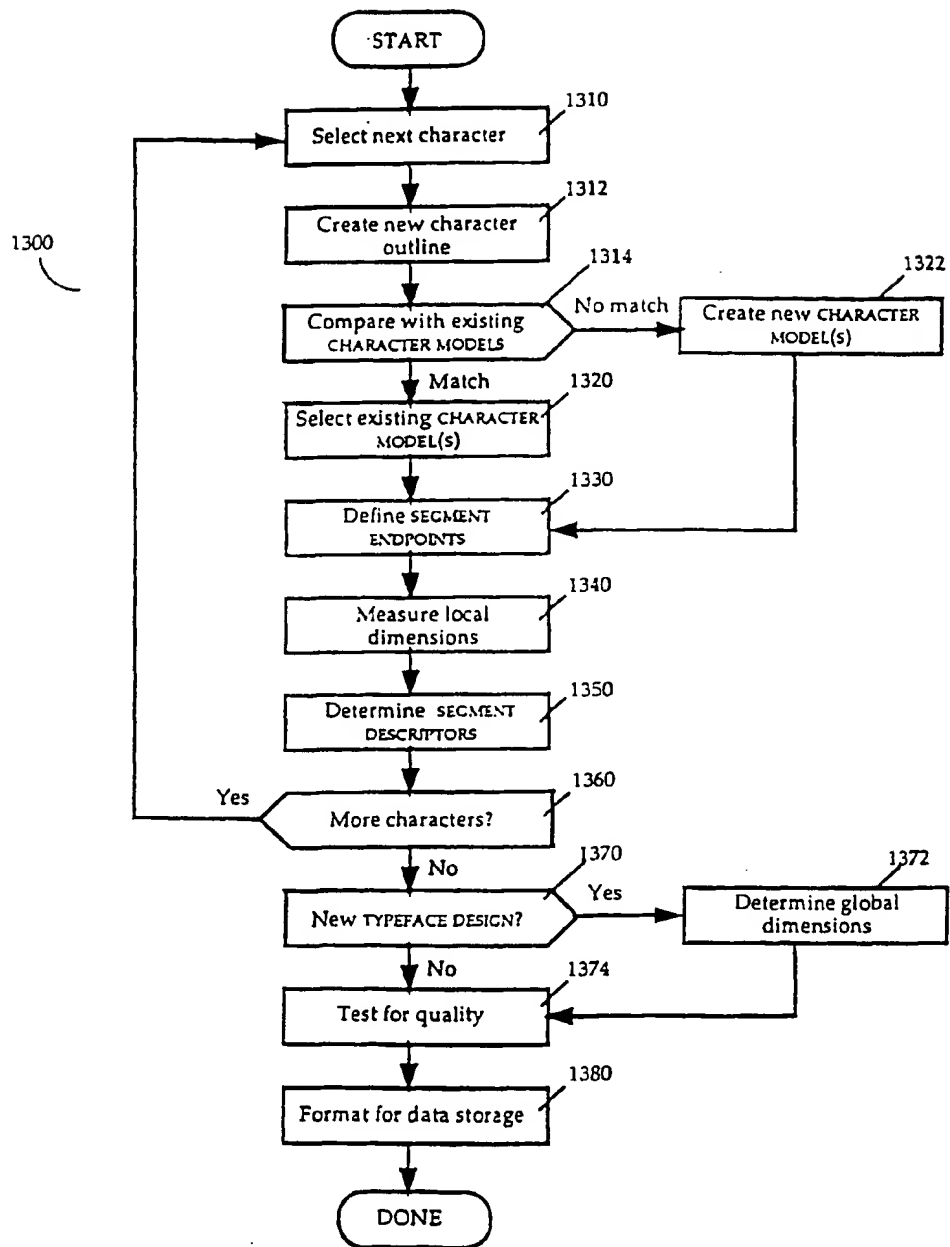 START
1310
Select next character
1312
Create new character
outline
1300
1314
1322
Compare with existing
CHARACTER MODELS
No match
Create new CHARACTER
MODEL(S)
Match
1320
Select existing CHARACTER
MODEL(S)
1330
Define SEGMENT
ENDPOINTS
1340
Measure local
dimensions
1350
Determine SEGMENT
DESCRIPTORS
1360
Yes
More characters?
No
1370
1372
New TYPEFACE DESIGN?
Yes
Determine global
dimensions
No
1374
Test for quality
1380
Format for data storage
DONE